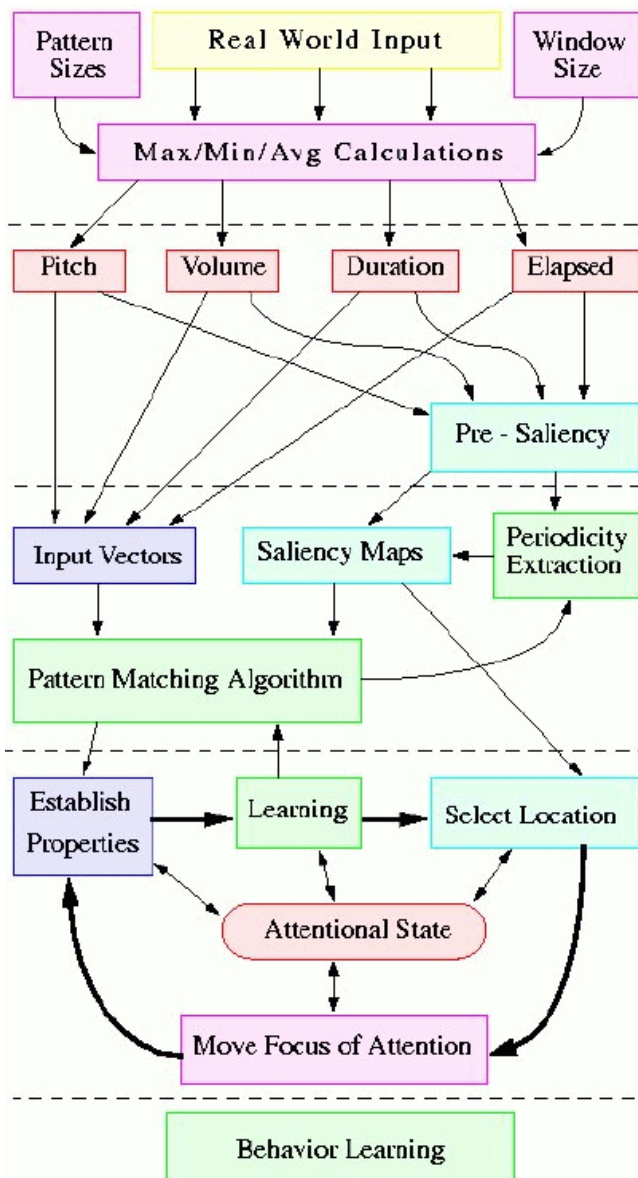 Pattern
Sizes
Real World Input
Window
Size
Max/Min/Avg Calculations
Pitch
Volume
Duration
Elapsed
Pre - Saliency
Input Vectors
Saliency Maps
Periodicity
Extraction
Pattern Matching Algorithm
Establish
Properties
Learning
Select Location
Attentional State
Move Focus of Attention
Behavior Learning